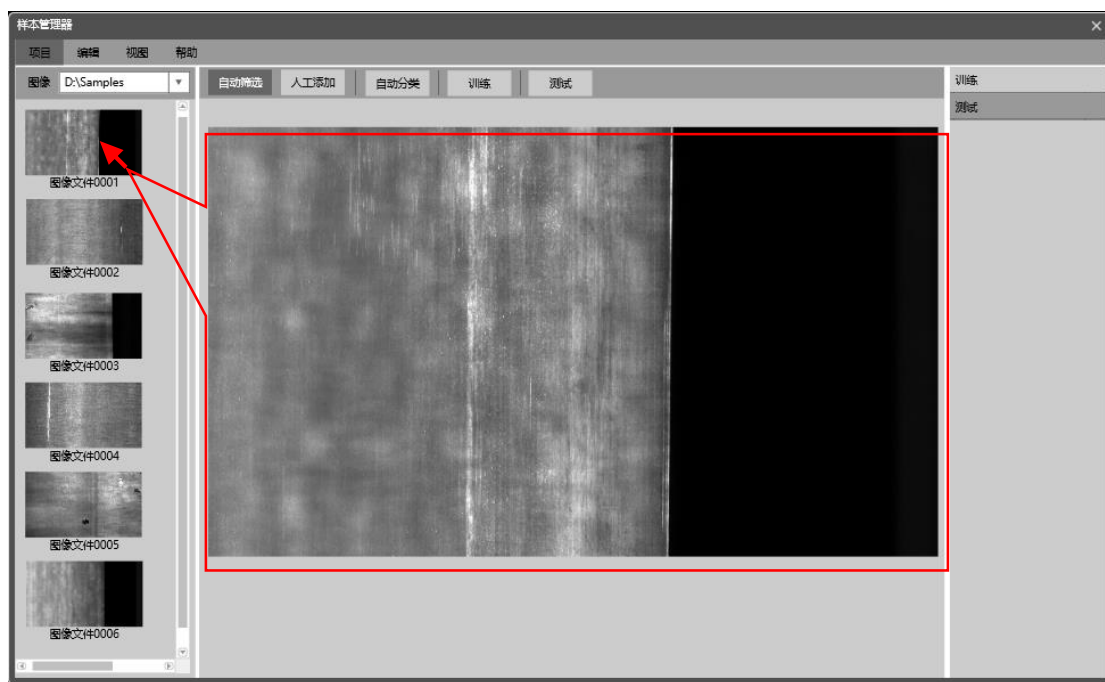 样本管理器
项目 编辑 视图 帮助
图像 D:\Samples
自动筛选 人工添加 自动分类 训练 测试
训练
测试
图像文件0001
图像文件0002
图像文件0003
图像文件0004
图像文件0005
图像文件0006